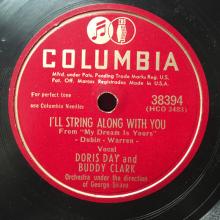 COLUMBIA
Mfrd. under Pats. Pending Trade Marks Reg. U.S.
Pat. Off. Marcas Registradas Made in U.S.A.
For perfect tone
use Columbia Needles
38394
(HCO 3483)
I'LL STRING ALONG WITH YOU
From "My Dream Is Yours"
- Dubin - Warren -
Vocal
DORIS DAY and
BUDDY CLARK
Orchestra under the direction
of George Siravo